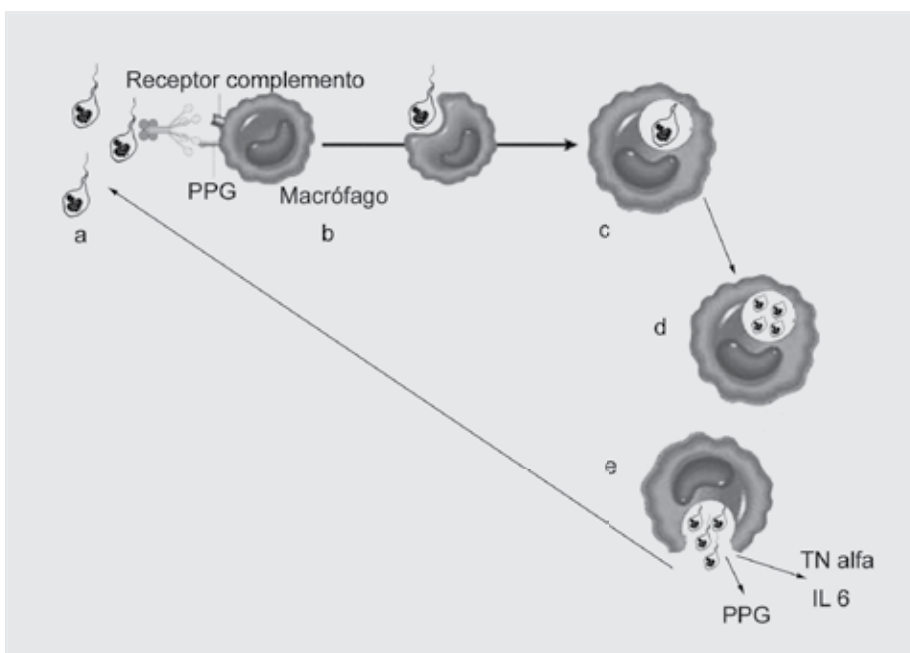 Receptor complemento
PPG
Macrófago
a
b
c
d
e
TN alfa
IL 6
PPG